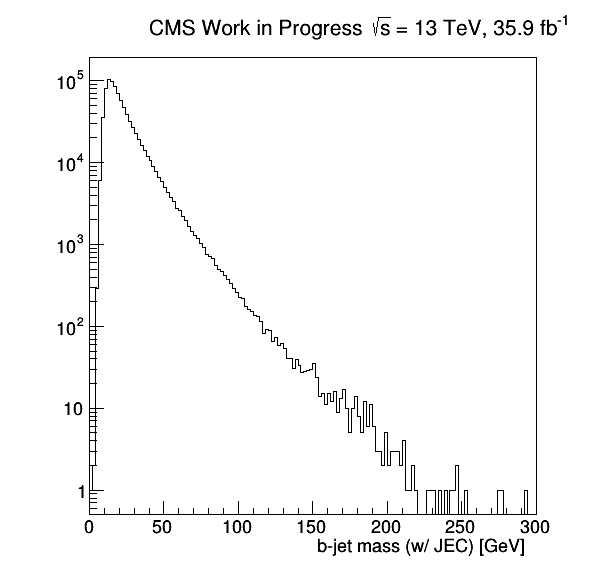 CMS Work in Progress √s = 13 TeV, 35.9 fb⁻¹
10⁵
10⁴
10³
10²
10
1
0 50 100 150 200 250 300
b-jet mass (w/ JEC) [GeV]